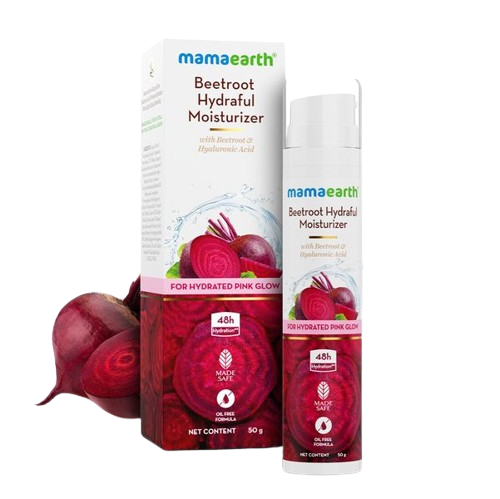 mamaearth®
Beetroot
Hydraful
Moisturizer
with Beetroot &
Hyaluronic Acid
FOR HYDRATED PINK GLOW
48h
Hydration**
MADE
SAFE
OIL FREE
FORMULA
NET CONTENT 50 g
mamaearth®
Beetroot Hydraful
Moisturizer
with Beetroot &
Hyaluronic Acid
FOR HYDRATED PINK GLOW
48h
Hydration**
MADE
SAFE
OIL FREE
FORMULA
NET CONTENT 50 g